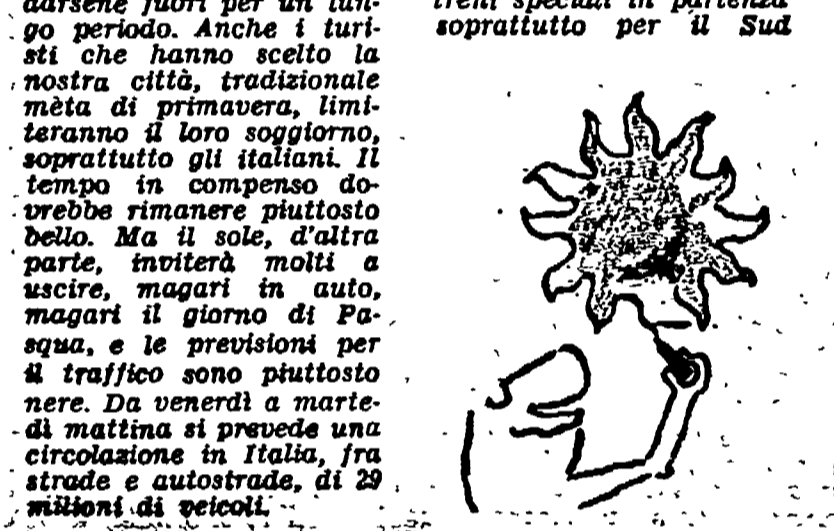 darsene fuori per un lun-
go periodo. Anche i turi-
sti che hanno scelto la
nostra città, tradizionale
mèta di primavera, limi-
teranno il loro soggiorno,
soprattutto gli italiani. Il
tempo in compenso do-
vrebbe rimanere piuttosto
bello. Ma il sole, d'altra
parte, inviterà molti a
uscire, magari in auto,
magari il giorno di Pa-
squa, e le previsioni per
il traffico sono piuttosto
nere. Da venerdì a marte-
dì mattina si prevede una
circolazione in Italia, fra
strade e autostrade, di 29
milioni di veicoli.
treni speciali in partenza
soprattutto per il Sud